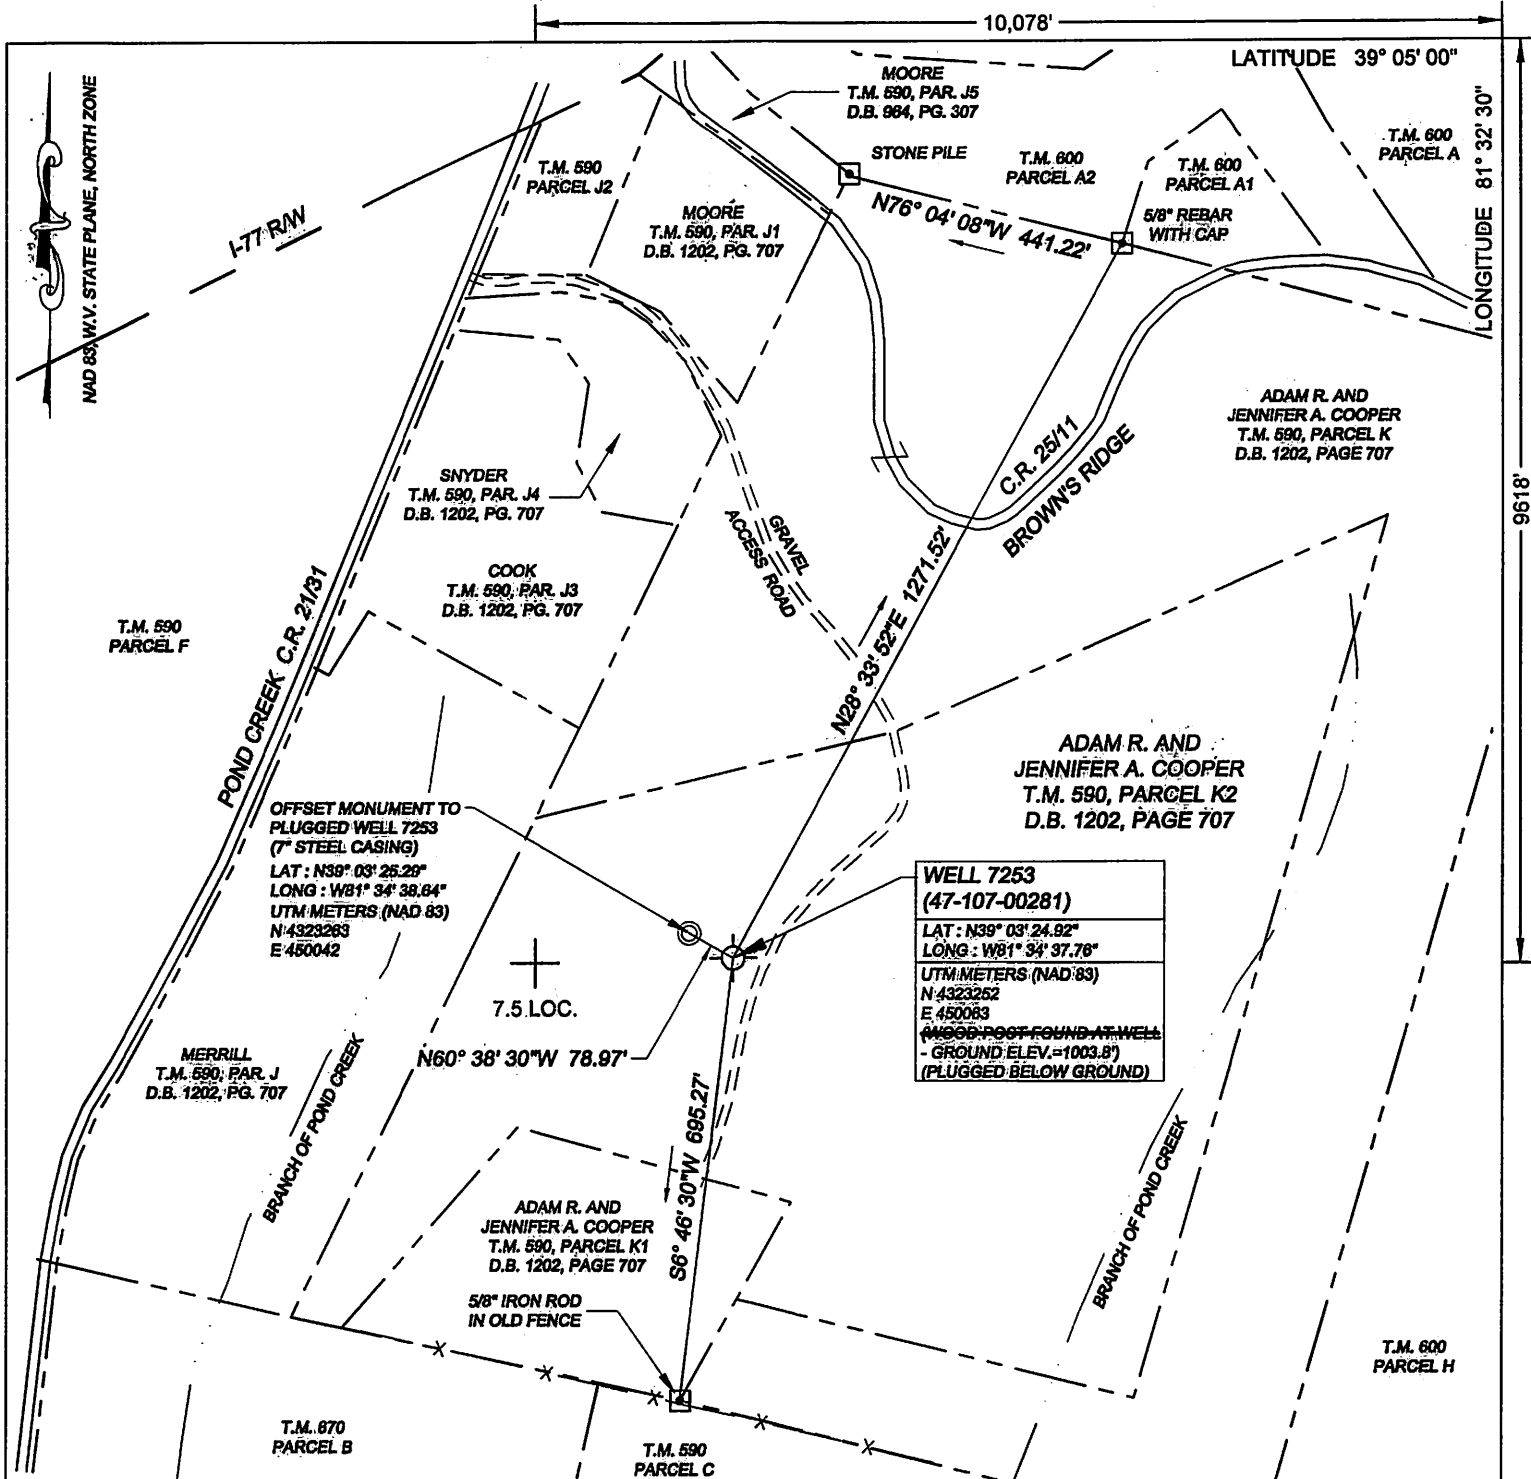 10,078'
LATITUDE 39° 05' 00"
LONGITUDE 81° 32' 30"
9618'
NAD 83, W.V. STATE PLANE, NORTH ZONE
I-77 R/W
MOORE
T.M. 590, PAR. J5
D.B. 984, PG. 307
STONE PILE
T.M. 600
PARCEL A2
T.M. 600
PARCEL A1
T.M. 600
PARCEL A
5/8" REBAR
WITH CAP
T.M. 590
PARCEL J2
MOORE
T.M. 590, PAR. J1
D.B. 1202, PG. 707
N76° 04' 08"W 441.22'
ADAM R. AND
JENNIFER A. COOPER
T.M. 590, PARCEL K
D.B. 1202, PAGE 707
C.R. 25/11
BROWN'S RIDGE
SNYDER
T.M. 590, PAR. J4
D.B. 1202, PG. 707
GRAVEL
ACCESS ROAD
COOK
T.M. 590, PAR. J3
D.B. 1202, PG. 707
N28° 33' 52"E 1271.52'
T.M. 590
PARCEL F
POND CREEK C.R. 21/31
ADAM R. AND
JENNIFER A. COOPER
T.M. 590, PARCEL K2
D.B. 1202, PAGE 707
OFFSET MONUMENT TO
PLUGGED WELL 7253
(7" STEEL CASING)
LAT : N39° 03' 25.29"
LONG : W81° 34' 38.64"
UTM METERS (NAD 83)
N 4323263
E 450042
WELL 7253
(47-107-00281)
LAT : N39° 03' 24.92"
LONG : W81° 34' 37.76"
UTM METERS (NAD 83)
N 4323252
E 450063
(WOOD POST FOUND AT WELL
- GROUND ELEV.=1003.8')
(PLUGGED BELOW GROUND)
7.5 LOC.
N60° 38' 30"W 78.97'
MERRILL
T.M. 590, PAR. J
D.B. 1202, PG. 707
BRANCH OF POND CREEK
S6° 46' 30"W 695.27'
BRANCH OF POND CREEK
ADAM R. AND
JENNIFER A. COOPER
T.M. 590, PARCEL K1
D.B. 1202, PAGE 707
5/8" IRON ROD
IN OLD FENCE
T.M. 600
PARCEL H
T.M. 670
PARCEL B
T.M. 590
PARCEL C